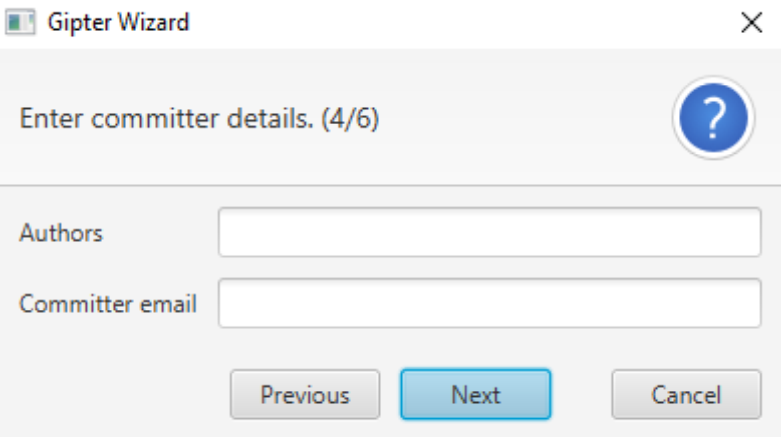 Gipter Wizard
Enter committer details. (4/6)
?
Authors
Committer email
Previous Next Cancel